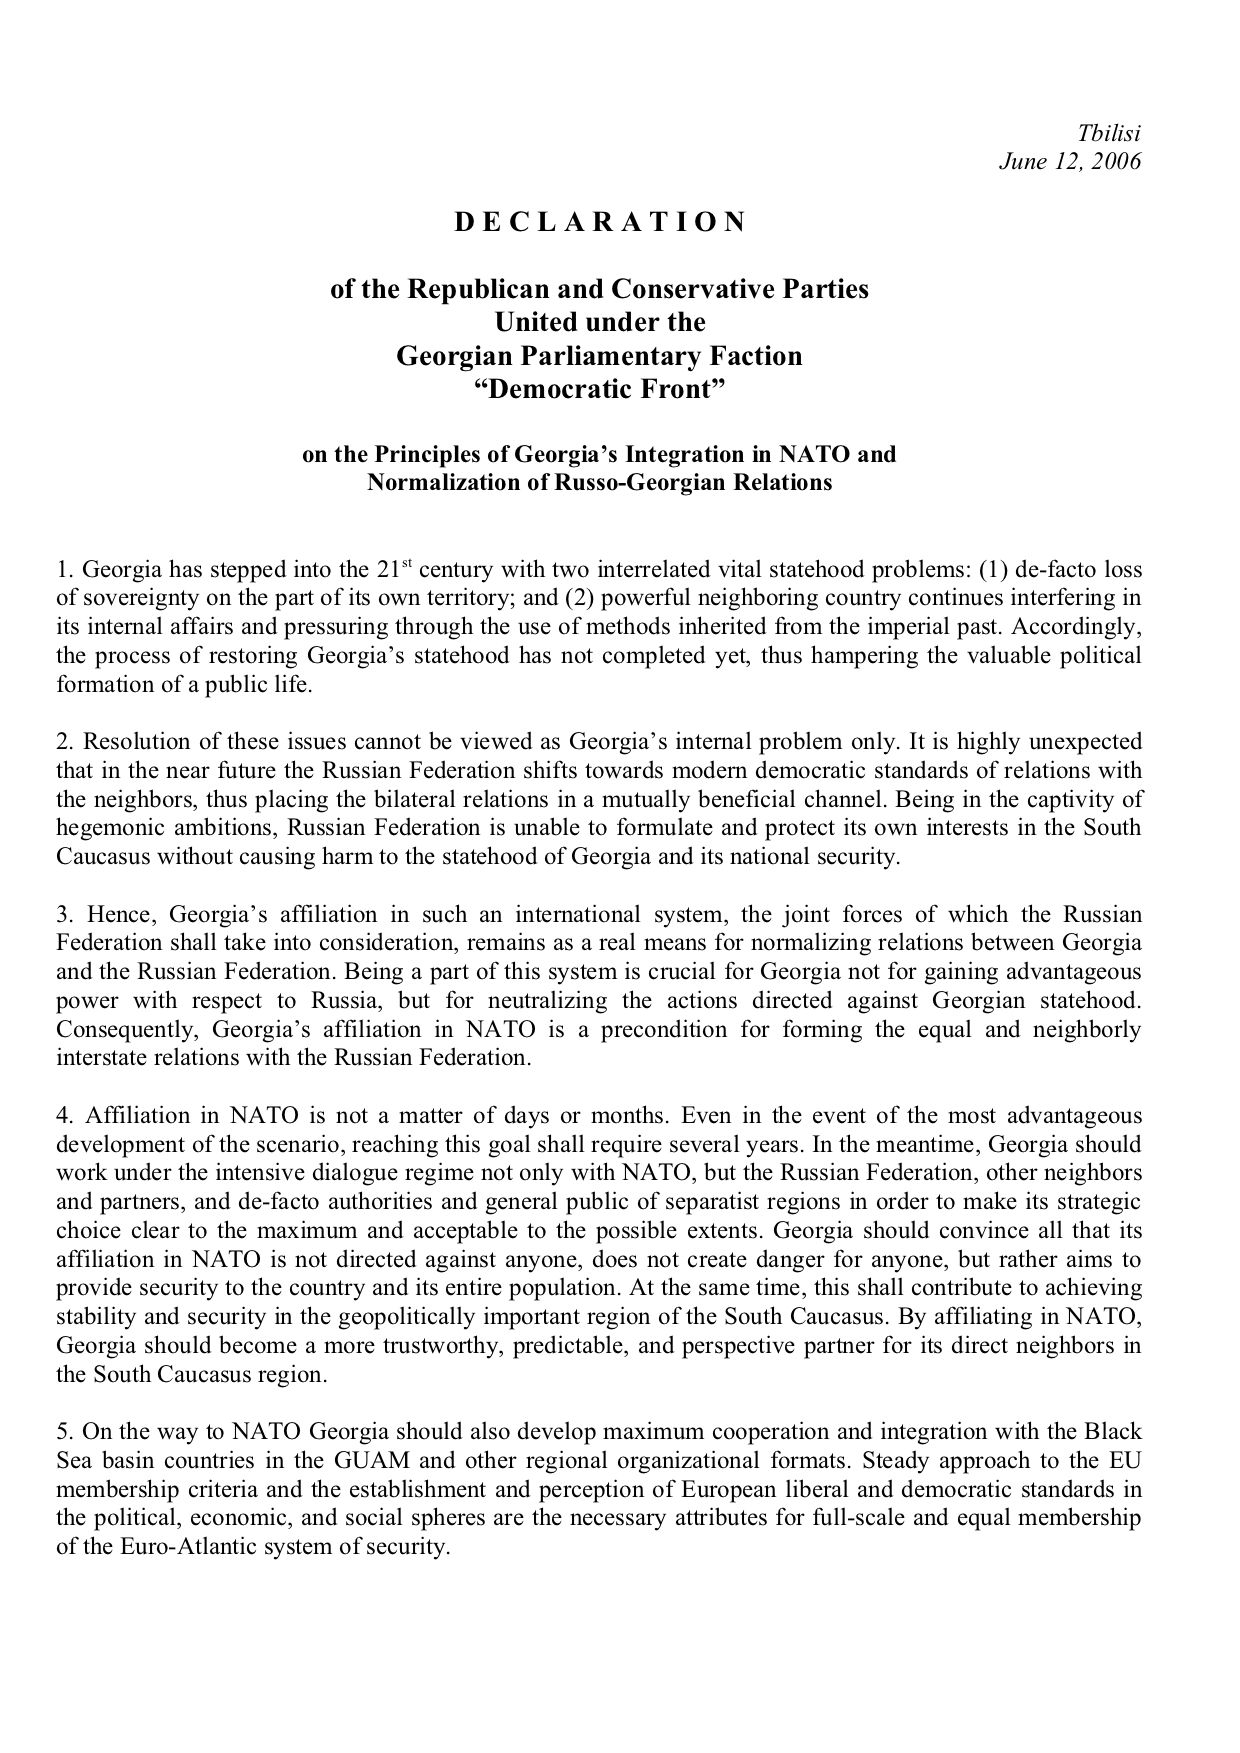 Tbilisi
June 12, 2006
D E C L A R A T I O N
of the Republican and Conservative Parties
United under the
Georgian Parliamentary Faction
“Democratic Front”
on the Principles of Georgia’s Integration in NATO and
Normalization of Russo-Georgian Relations
1. Georgia has stepped into the 21st century with two interrelated vital statehood problems: (1) de-facto loss
of sovereignty on the part of its own territory; and (2) powerful neighboring country continues interfering in
its internal affairs and pressuring through the use of methods inherited from the imperial past. Accordingly,
the process of restoring Georgia’s statehood has not completed yet, thus hampering the valuable political
formation of a public life.
2. Resolution of these issues cannot be viewed as Georgia’s internal problem only. It is highly unexpected
that in the near future the Russian Federation shifts towards modern democratic standards of relations with
the neighbors, thus placing the bilateral relations in a mutually beneficial channel. Being in the captivity of
hegemonic ambitions, Russian Federation is unable to formulate and protect its own interests in the South
Caucasus without causing harm to the statehood of Georgia and its national security.
3. Hence, Georgia’s affiliation in such an international system, the joint forces of which the Russian
Federation shall take into consideration, remains as a real means for normalizing relations between Georgia
and the Russian Federation. Being a part of this system is crucial for Georgia not for gaining advantageous
power with respect to Russia, but for neutralizing the actions directed against Georgian statehood.
Consequently, Georgia’s affiliation in NATO is a precondition for forming the equal and neighborly
interstate relations with the Russian Federation.
4. Affiliation in NATO is not a matter of days or months. Even in the event of the most advantageous
development of the scenario, reaching this goal shall require several years. In the meantime, Georgia should
work under the intensive dialogue regime not only with NATO, but the Russian Federation, other neighbors
and partners, and de-facto authorities and general public of separatist regions in order to make its strategic
choice clear to the maximum and acceptable to the possible extents. Georgia should convince all that its
affiliation in NATO is not directed against anyone, does not create danger for anyone, but rather aims to
provide security to the country and its entire population. At the same time, this shall contribute to achieving
stability and security in the geopolitically important region of the South Caucasus. By affiliating in NATO,
Georgia should become a more trustworthy, predictable, and perspective partner for its direct neighbors in
the South Caucasus region.
5. On the way to NATO Georgia should also develop maximum cooperation and integration with the Black
Sea basin countries in the GUAM and other regional organizational formats. Steady approach to the EU
membership criteria and the establishment and perception of European liberal and democratic standards in
the political, economic, and social spheres are the necessary attributes for full-scale and equal membership
of the Euro-Atlantic system of security.